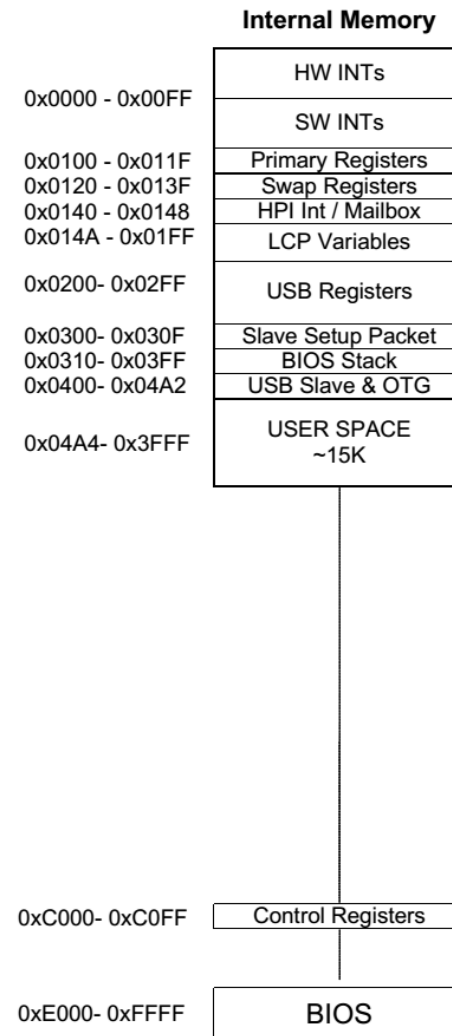 Internal Memory
HW INTs
0x0000 - 0x00FF
SW INTs
0x0100 - 0x011F Primary Registers
0x0120 - 0x013F Swap Registers
0x0140 - 0x0148 HPI Int / Mailbox
0x014A - 0x01FF LCP Variables
0x0200- 0x02FF USB Registers
0x0300- 0x030F Slave Setup Packet
0x0310- 0x03FF BIOS Stack
0x0400- 0x04A2 USB Slave & OTG
0x04A4- 0x3FFF USER SPACE
~15K
0xC000- 0xC0FF Control Registers
0xE000- 0xFFFF BIOS